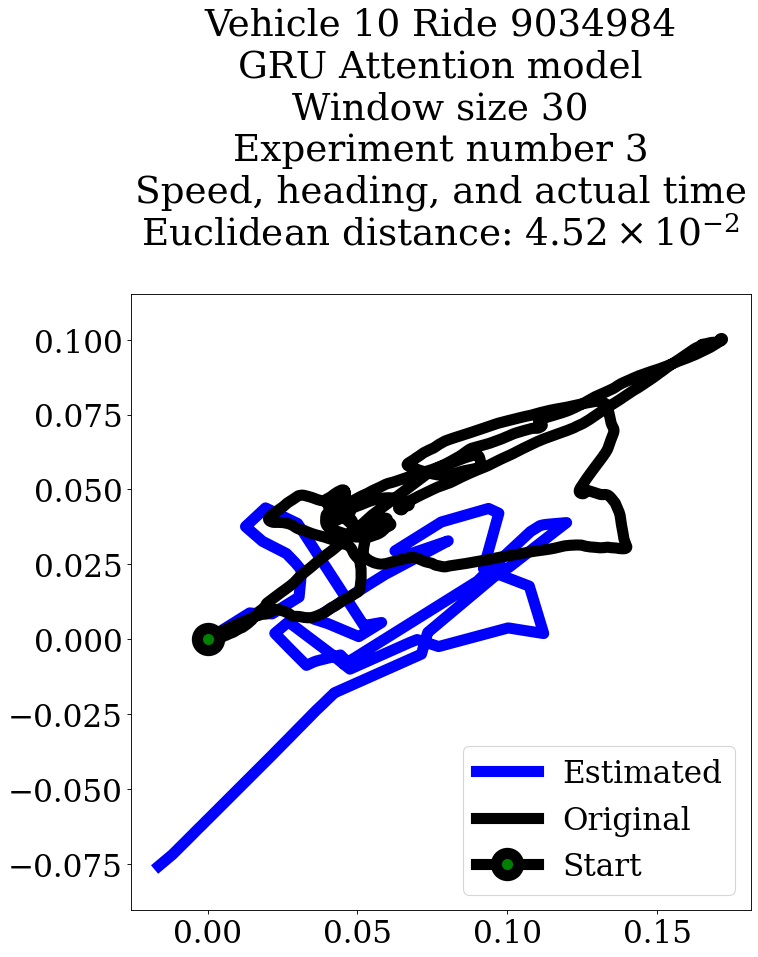 Vehicle 10 Ride 9034984
GRU Attention model
Window size 30
Experiment number 3
Speed, heading, and actual time
Euclidean distance: 4.52 × 10⁻²
0.100
0.075
0.050
0.025
0.000
−0.025
−0.050
−0.075
Estimated
Original
Start
0.00 0.05 0.10 0.15